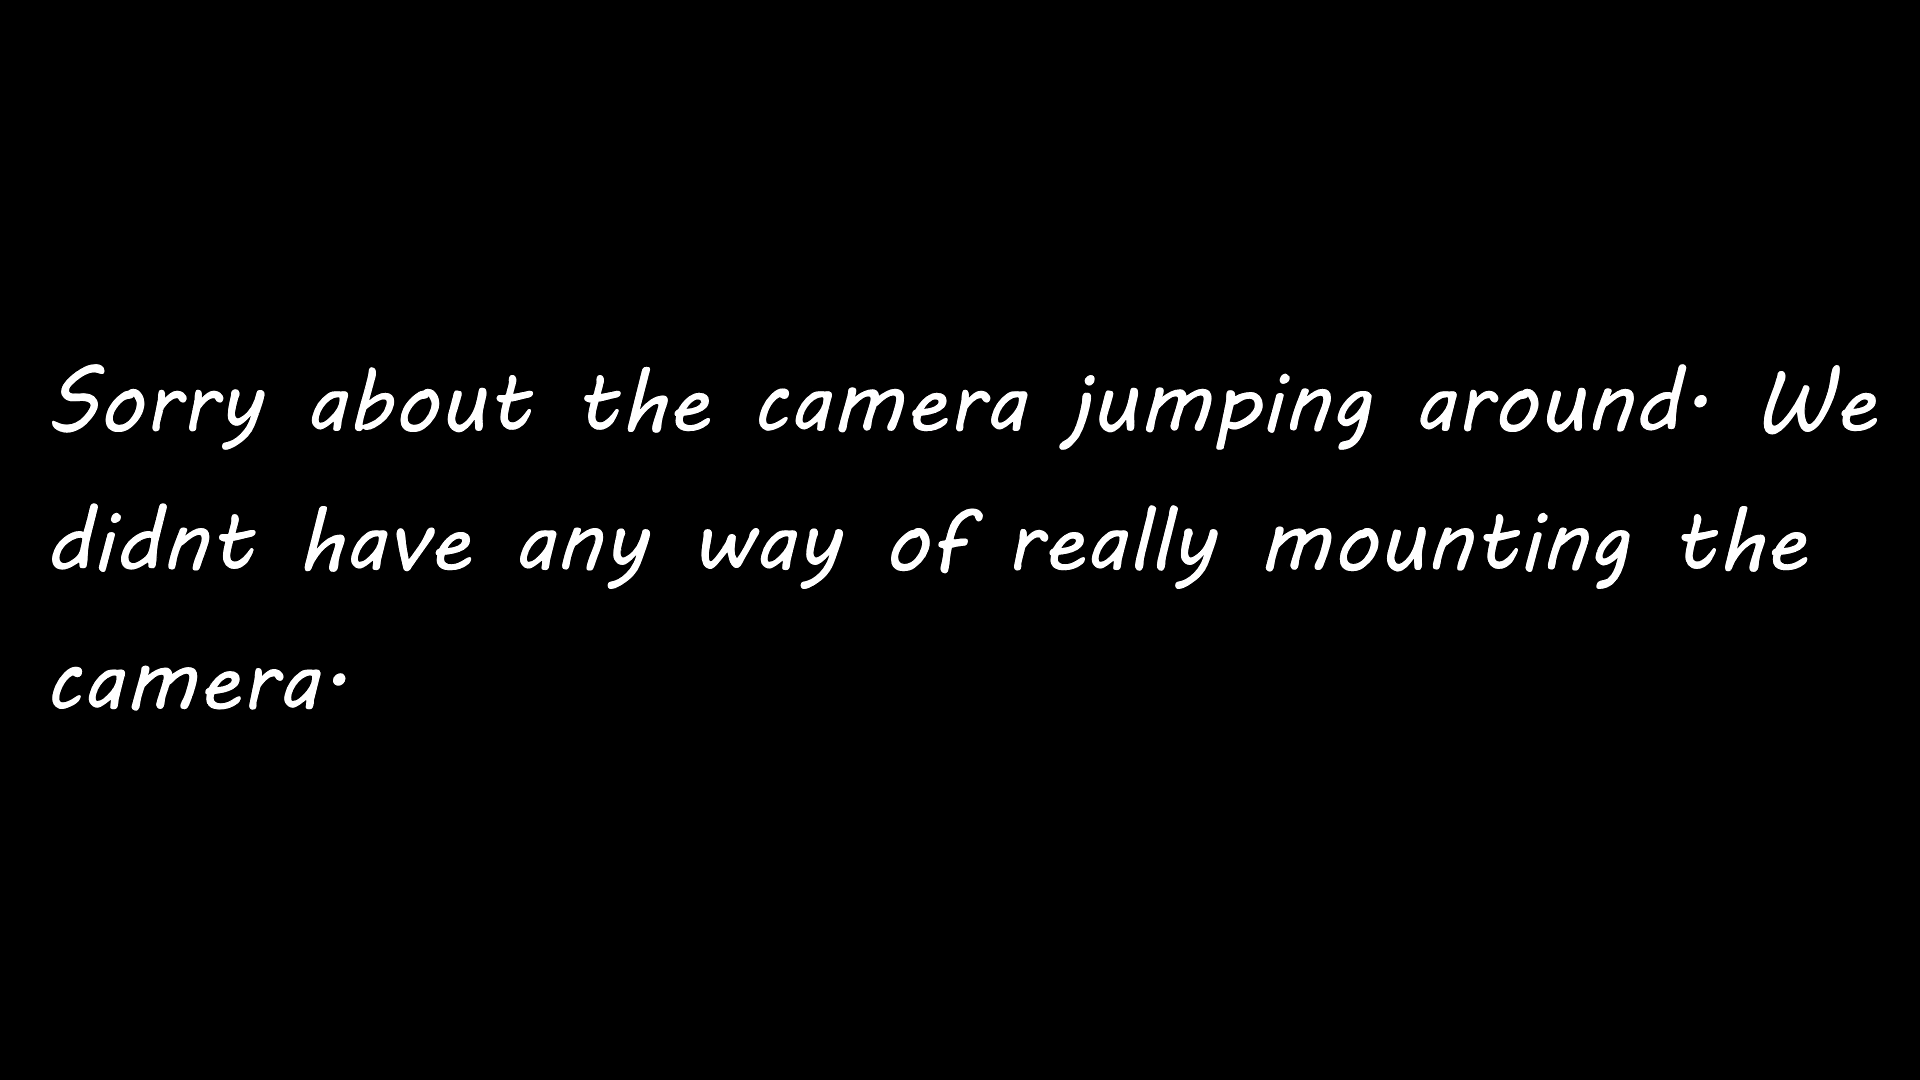 Sorry about the camera jumping around. We
didnt have any way of really mounting the
camera.